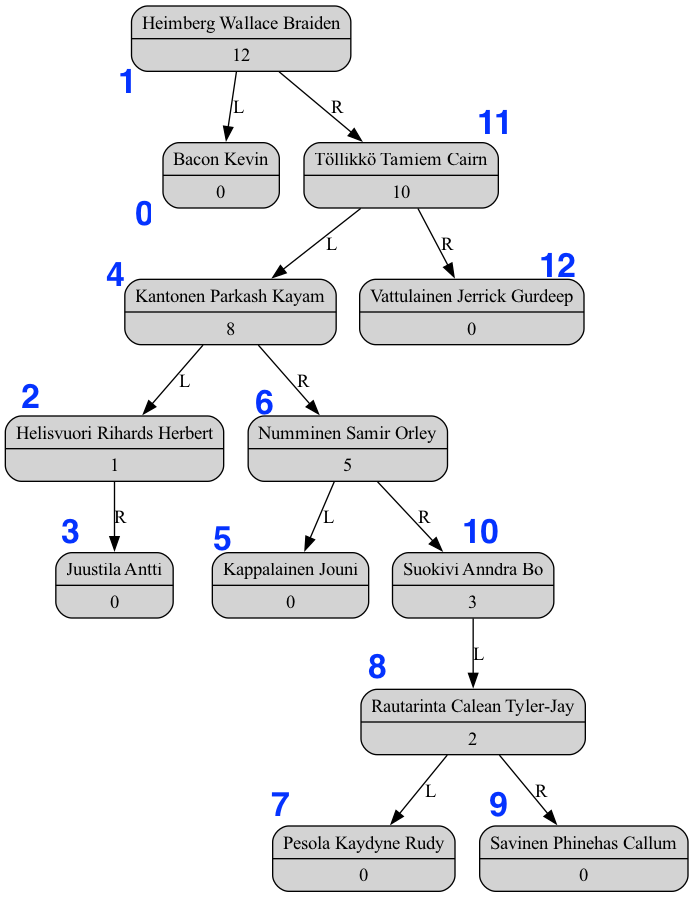 Heimberg Wallace Braiden
12
1
L
R
11
Bacon Kevin
0
0
Töllikkö Tamiem Cairn
10
L
R
4
12
Kantonen Parkash Kayam
8
Vattulainen Jerrick Gurdeep
0
L
R
2
6
Helisvuori Rihards Herbert
1
Numminen Samir Orley
5
R
L
R
3
5
10
Juustila Antti
0
Kappalainen Jouni
0
Suokivi Anndra Bo
3
L
8
Rautarinta Calean Tyler-Jay
2
L
R
7
9
Pesola Kaydyne Rudy
0
Savinen Phinehas Callum
0